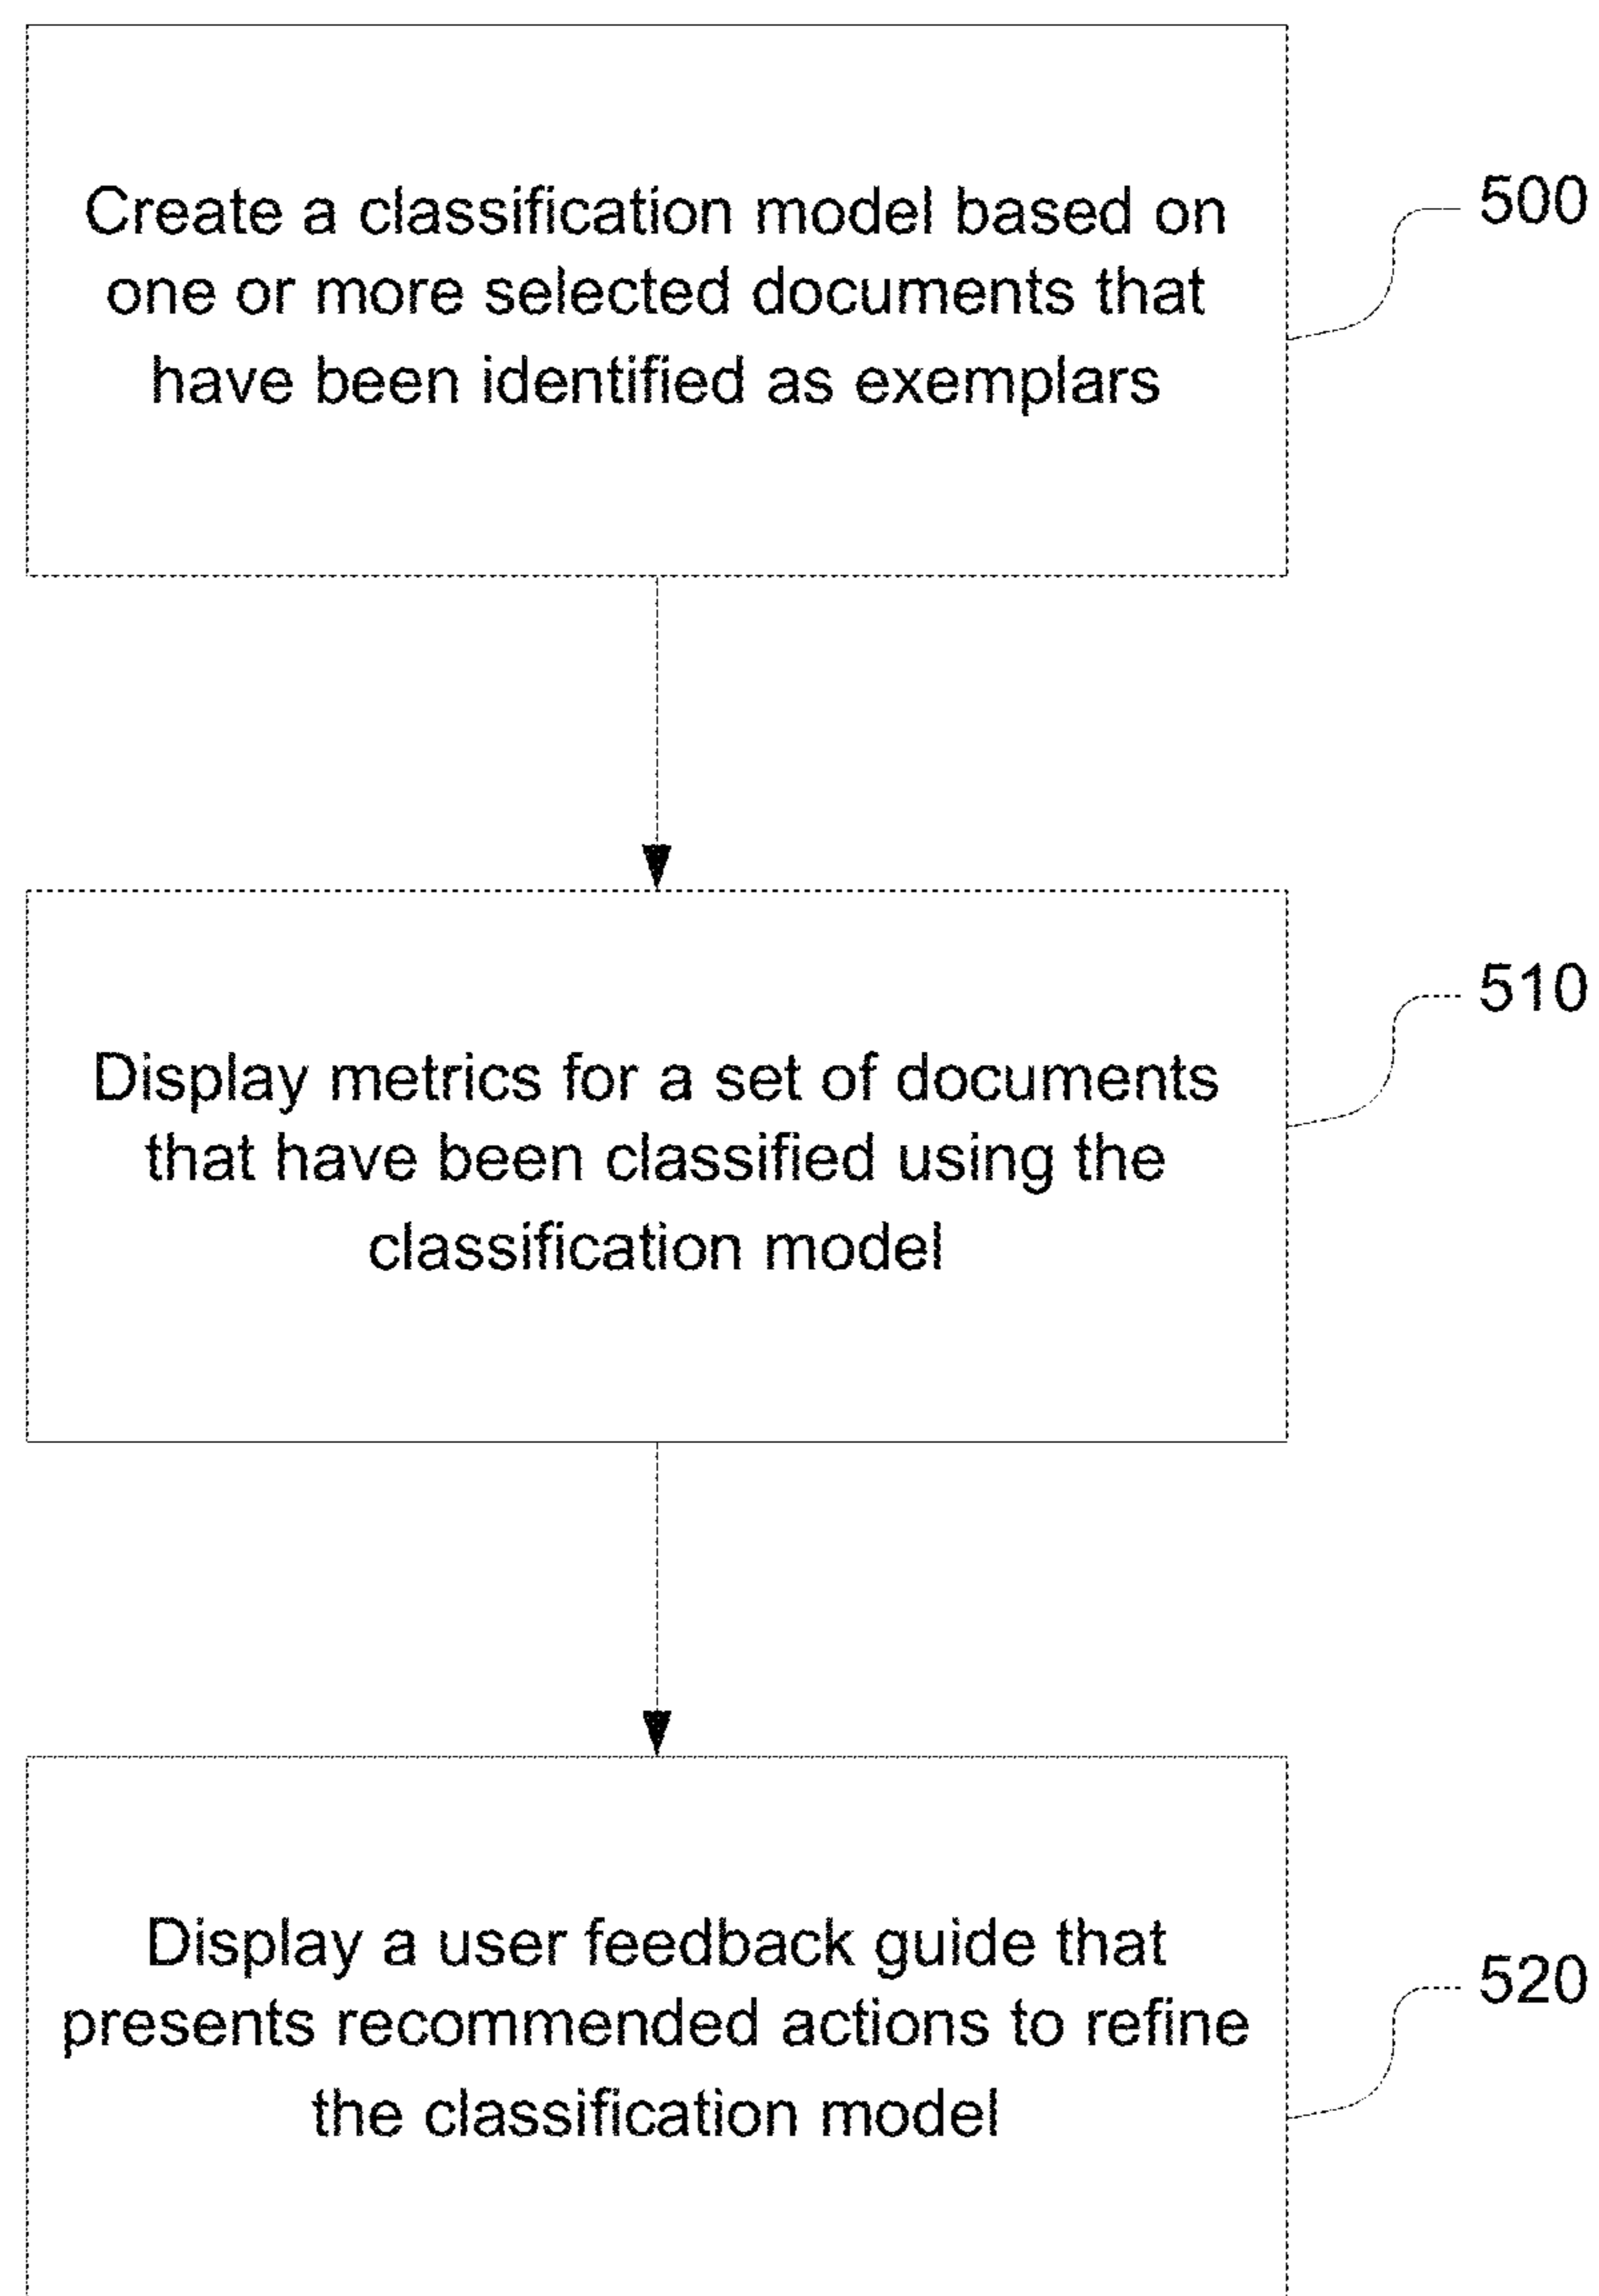 Create a classification model based on
one or more selected documents that
have been identified as exemplars
500
Display metrics for a set of documents
that have been classified using the
classification model
510
Display a user feedback guide that
presents recommended actions to refine
the classification model
520